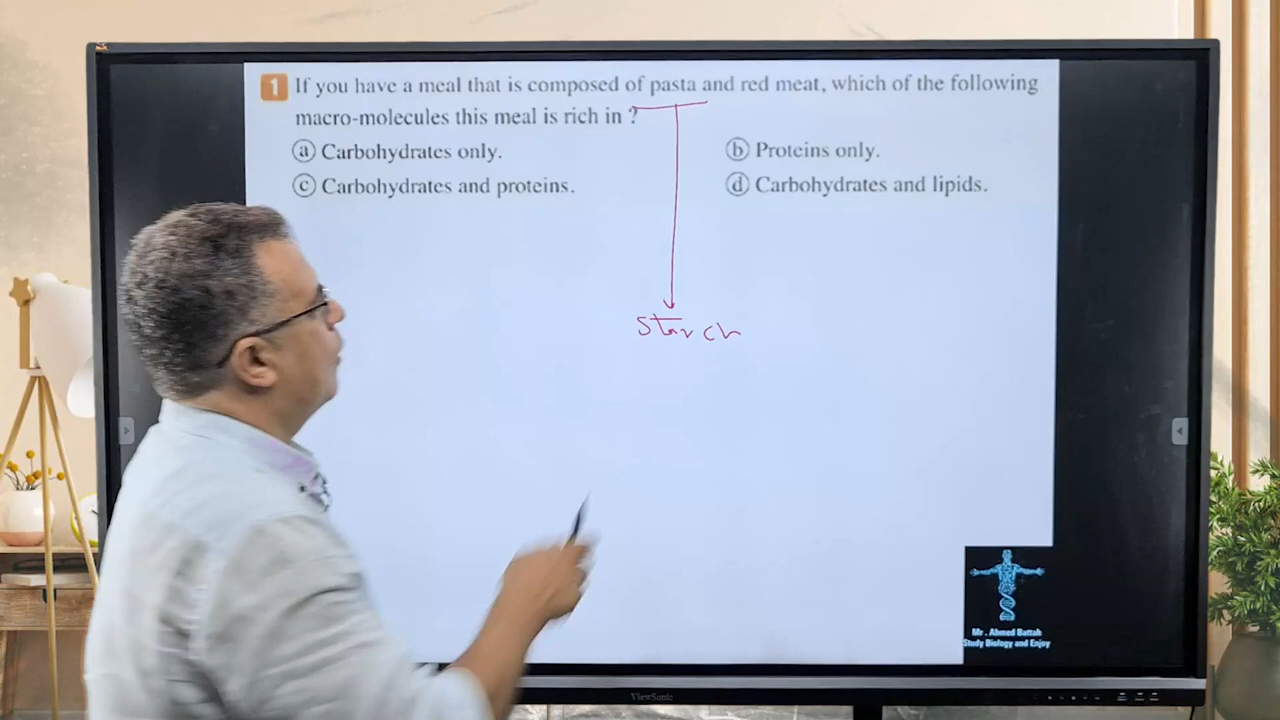 1 If you have a meal that is composed of pasta and red meat, which of the following
macro-molecules this meal is rich in ?
a Carbohydrates only.
b Proteins only.
c Carbohydrates and proteins.
d Carbohydrates and lipids.
Starch
Mr . Ahmed Battah
Study Biology and Enjoy
ViewSonic